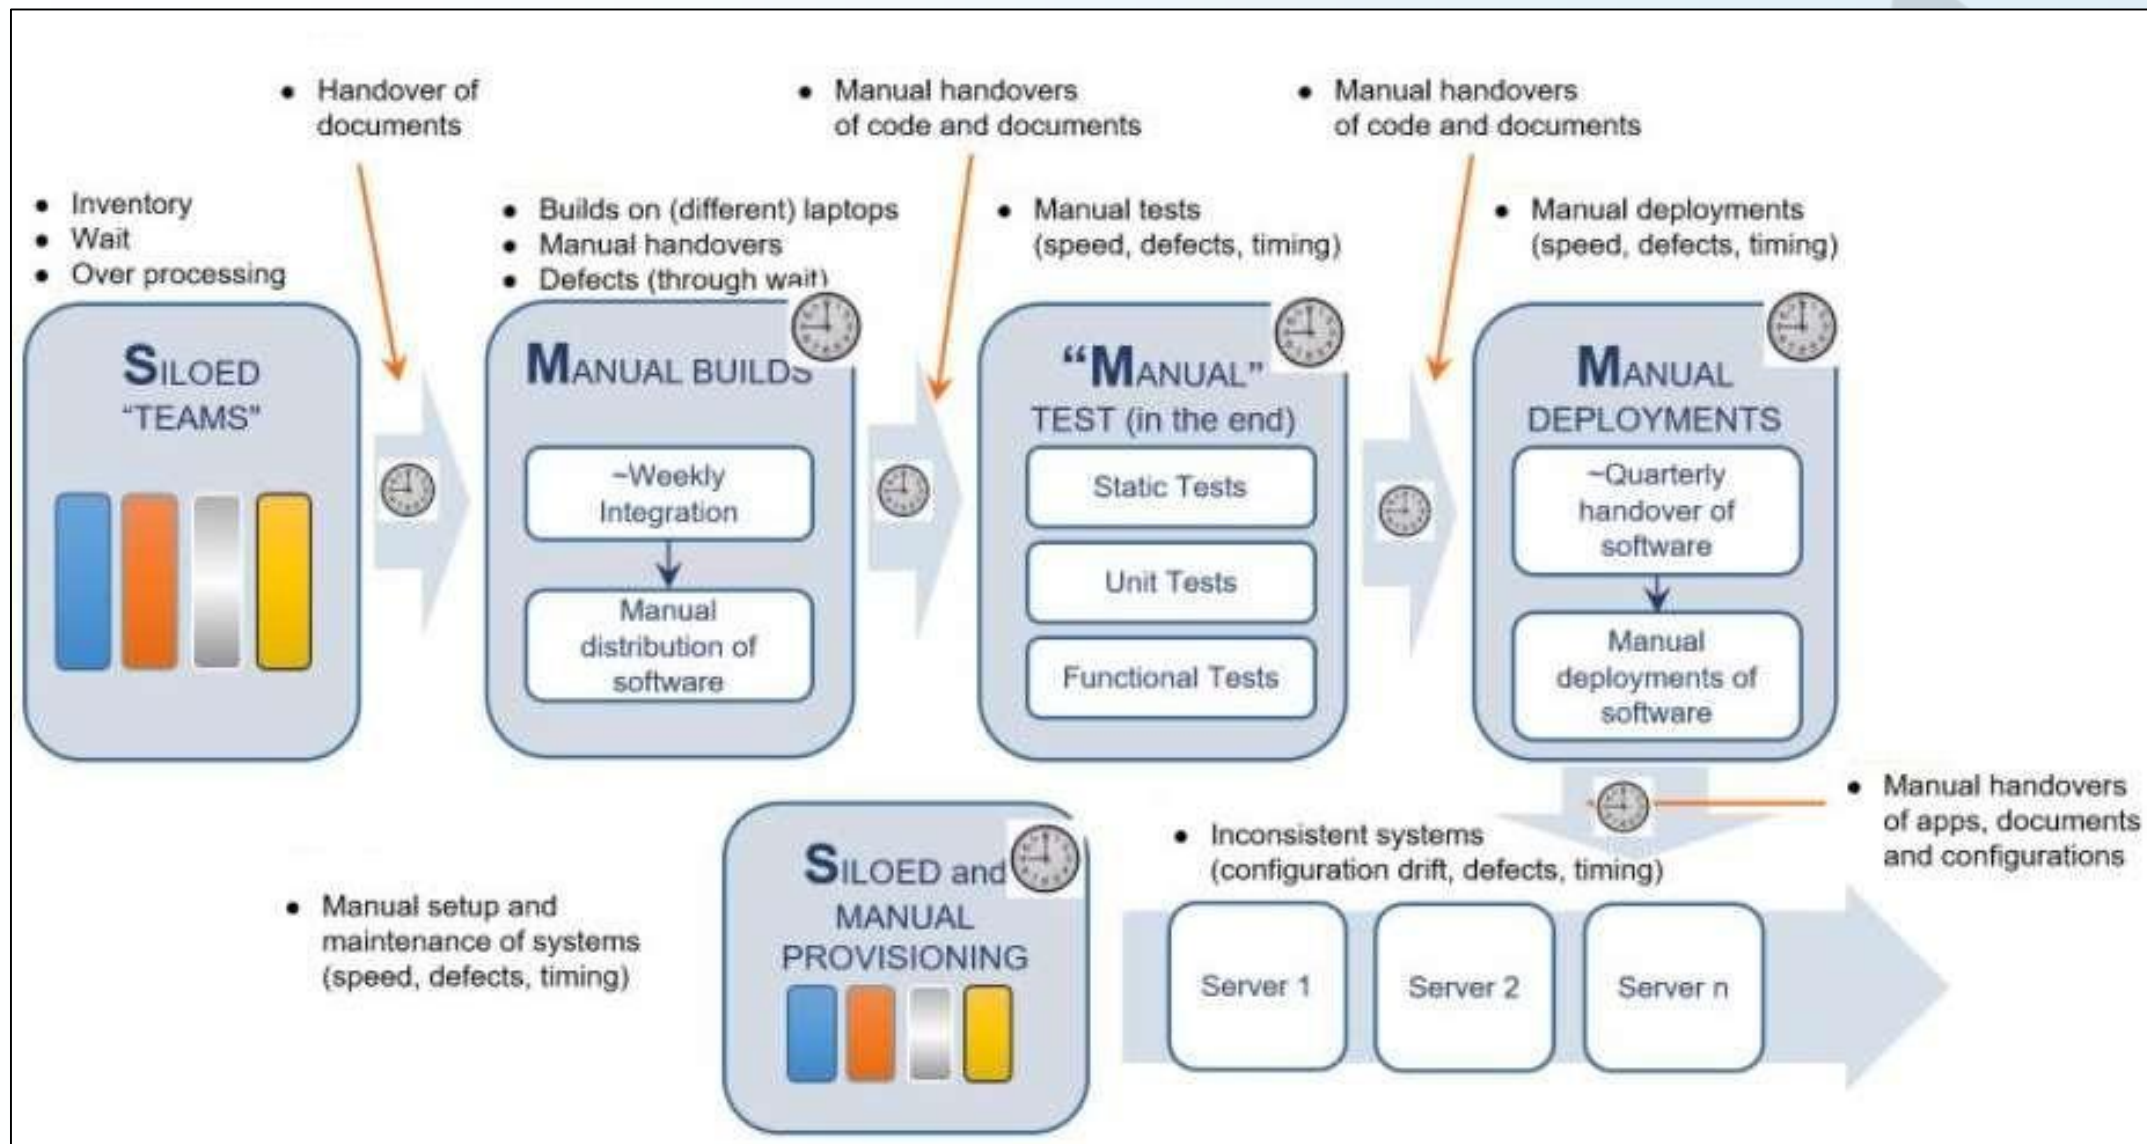 ● Handover of
documents
● Manual handovers
of code and documents
● Manual handovers
of code and documents
● Inventory
● Wait
● Over processing
● Builds on (different) laptops
● Manual handovers
● Defects (through wait)
● Manual tests
(speed, defects, timing)
● Manual deployments
(speed, defects, timing)
SILOED
“TEAMS”
MANUAL BUILDS
~Weekly
Integration
Manual
distribution of
software
“MANUAL”
TEST (in the end)
Static Tests
Unit Tests
Functional Tests
MANUAL
DEPLOYMENTS
~Quarterly
handover of
software
Manual
deployments of
software
● Manual handovers
of apps, documents
and configurations
● Manual setup and
maintenance of systems
(speed, defects, timing)
SILOED and
MANUAL
PROVISIONING
● Inconsistent systems
(configuration drift, defects, timing)
Server 1
Server 2
Server n